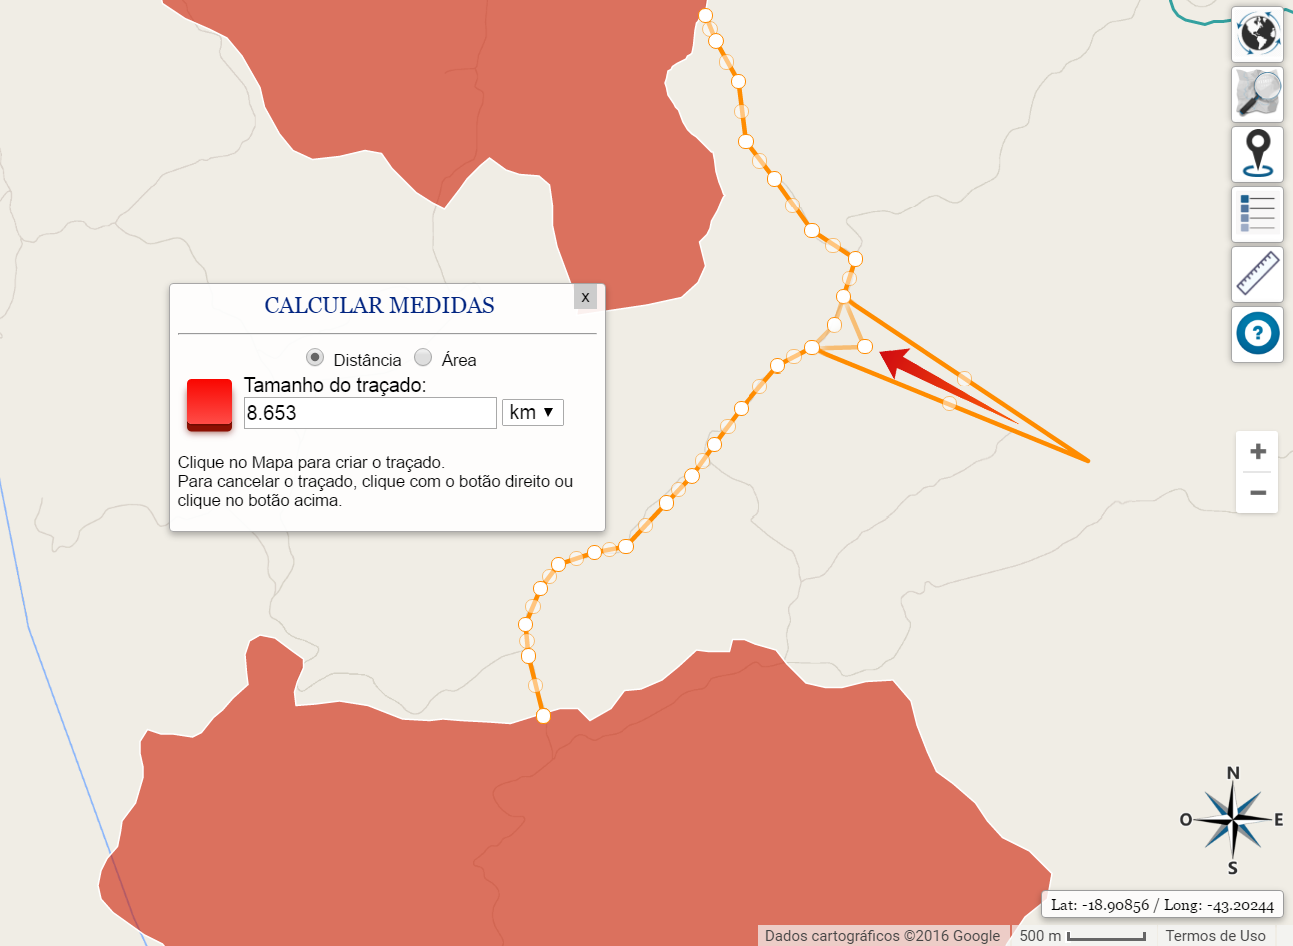 CALCULAR MEDIDAS
x
Distância
Área
Tamanho do traçado:
8.653
km ▼
Clique no Mapa para criar o traçado.
Para cancelar o traçado, clique com o botão direito ou
clique no botão acima.
?
+
−
N
O
E
S
Lat: -18.90856 / Long: -43.20244
Dados cartográficos ©2016 Google
500 m
Termos de Uso